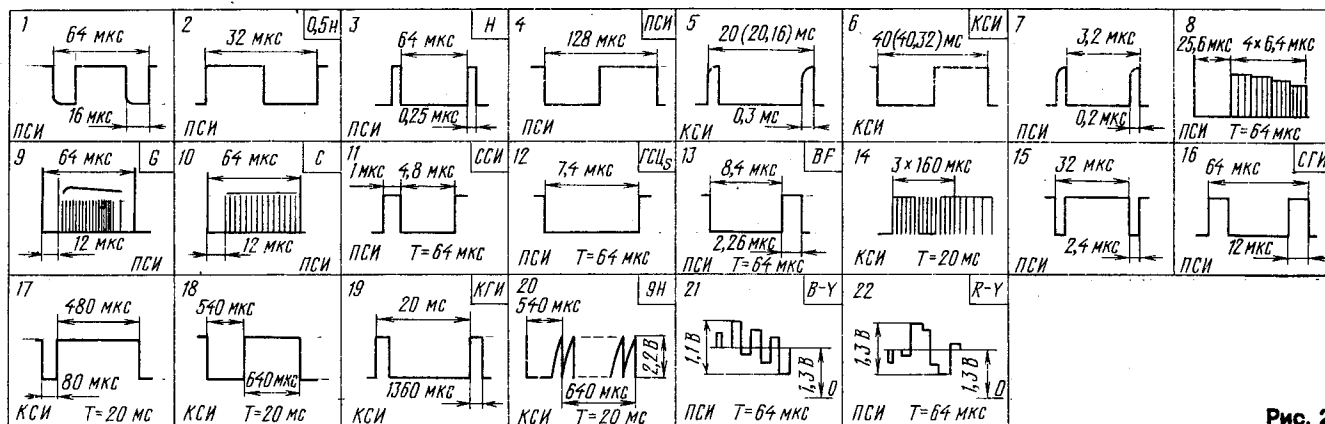 1
64 мкс
16 мкс
ПСИ
2
0,5H
32 мкс
ПСИ
3
H
64 мкс
0,25 мкс
ПСИ
4
ПСИ
128 мкс
ПСИ
5
20 (20,16) мс
0,3 мс
КСИ
6
КСИ
40 (40,32) мс
КСИ
7
3,2 мкс
0,2 мкс
ПСИ
8
25,6 мкс
4×6,4 мкс
ПСИ T=64 мкс
9
G
64 мкс
12 мкс
ПСИ
10
C
64 мкс
12 мкс
ПСИ
11
ССИ
1 мкс
4,8 мкс
ПСИ T=64 мкс
12
ГСЦS
7,4 мкс
ПСИ T=64 мкс
13
BF
8,4 мкс
2,26 мкс
ПСИ T=64 мкс
14
3×160 мкс
КСИ T=20 мс
15
32 мкс
2,4 мкс
ПСИ
16
СГИ
64 мкс
12 мкс
ПСИ
17
480 мкс
80 мкс
КСИ T=20 мс
18
540 мкс
640 мкс
КСИ T=20 мс
19
КГИ
20 мс
1360 мкс
КСИ
20
9H
540 мкс
2,2 В
640 мкс
КСИ T=20 мс
21
B-Y
1,1 В
1,3 В
0
ПСИ T=64 мкс
22
R-Y
1,3 В
1,3 В
0
ПСИ T=64 мкс
Рис. 2